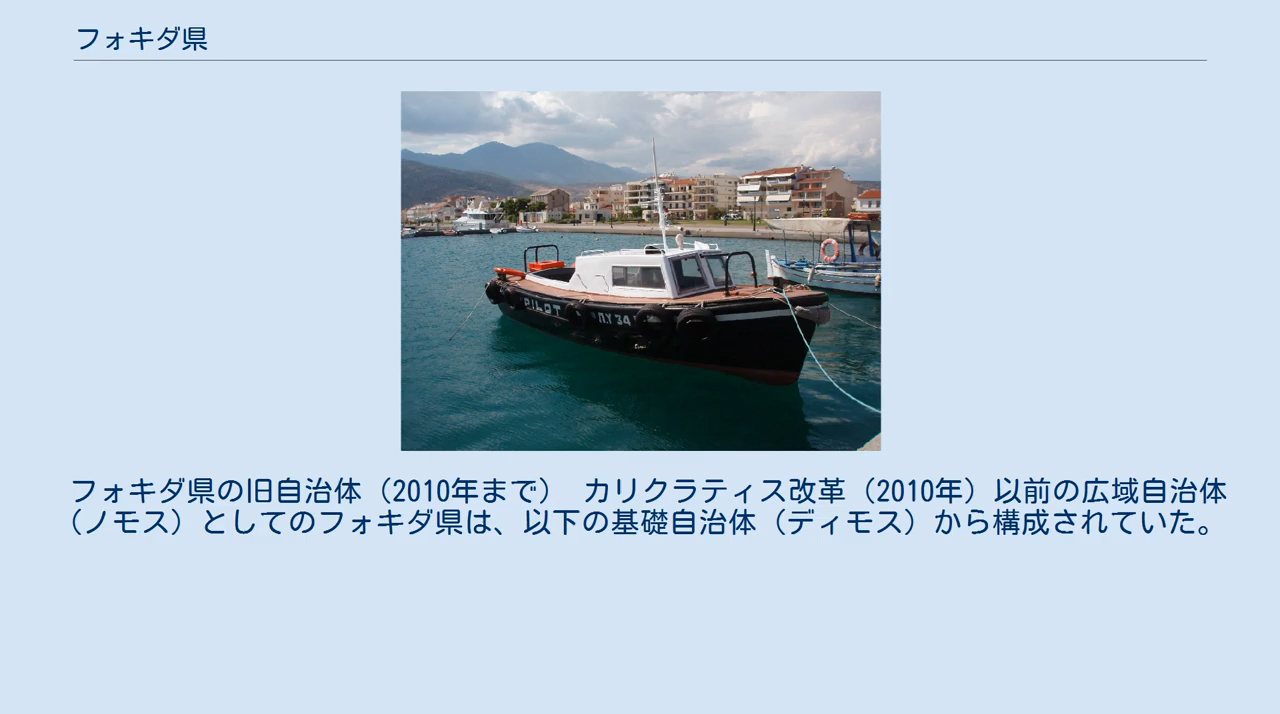 フォキダ県
PILOT
Π.Υ 34
フォキダ県の旧自治体（2010年まで）　カリクラティス改革（2010年）以前の広域自治体
（ノモス）としてのフォキダ県は、以下の基礎自治体（ディモス）から構成されていた。